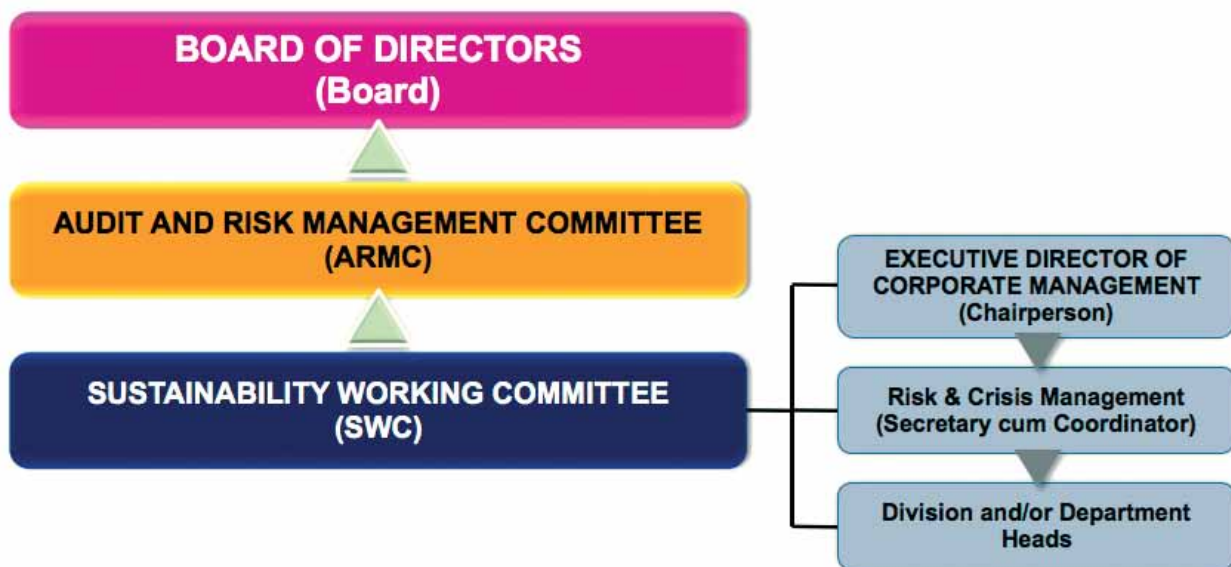 BOARD OF DIRECTORS
(Board)
AUDIT AND RISK MANAGEMENT COMMITTEE
(ARMC)
SUSTAINABILITY WORKING COMMITTEE
(SWC)
EXECUTIVE DIRECTOR OF
CORPORATE MANAGEMENT
(Chairperson)
Risk & Crisis Management
(Secretary cum Coordinator)
Division and/or Department
Heads